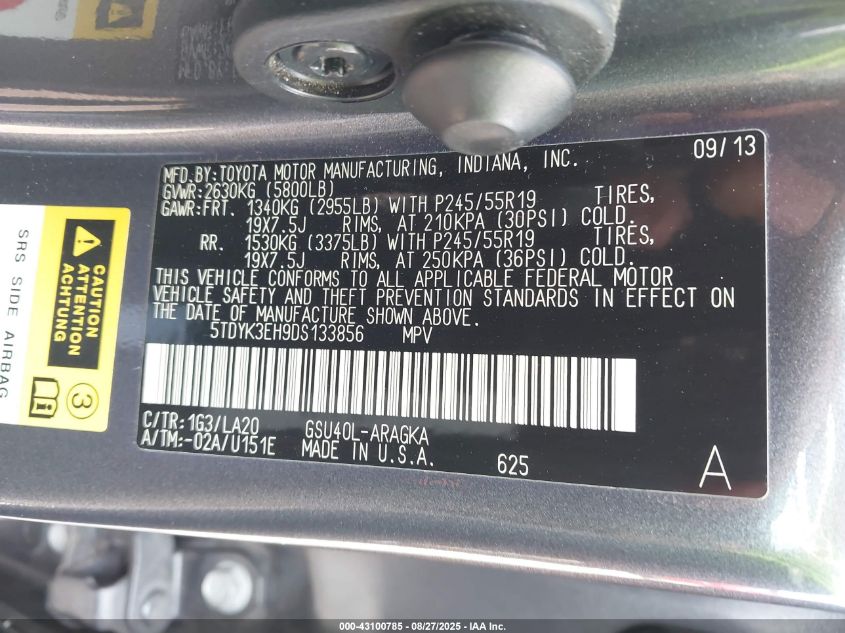 MFD.BY:TOYOTA MOTOR MANUFACTURING, INDIANA, INC. 09/13
GVWR:2630KG (5800LB)
GAWR:FRT. 1340KG (2955LB) WITH P245/55R19 TIRES,
19X7.5J RIMS, AT 210KPA (30PSI) COLD.
RR. 1530KG (3375LB) WITH P245/55R19 TIRES,
19X7.5J RIMS, AT 250KPA (36PSI) COLD.
THIS VEHICLE CONFORMS TO ALL APPLICABLE FEDERAL MOTOR
VEHICLE SAFETY AND THEFT PREVENTION STANDARDS IN EFFECT ON
THE DATE OF MANUFACTURE SHOWN ABOVE.
5TDYK3EH9DS133856 MPV
C/TR:1G3/LA20 GSU40L-ARAGKA
A/TM:-02A/U151E MADE IN U.S.A. 625 A
SRS SIDE AIRBAG
CAUTION
ATTENTION
ACHTUNG
3
000-43100785 - 08/27/2025 - IAA Inc.